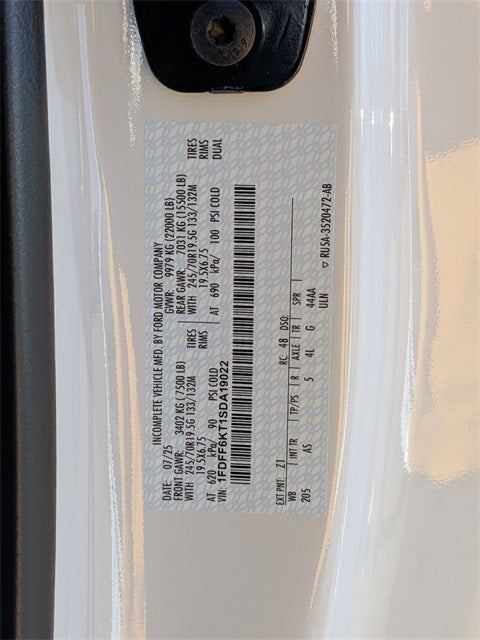 INCOMPLETE VEHICLE MFD. BY FORD MOTOR COMPANY
DATE: 07/25 GVWR: 9979 KG (22000 LB)
FRONT GAWR: 3402 KG (7500 LB) REAR GAWR: 7031 KG (15500 LB)
WITH 245/70R19.5G 133/132M TIRES WITH 245/70R19.5G 133/132M TIRES
19.5X6.75 RIMS 19.5X6.75 RIMS
AT 620 kPa/ 90 PSI COLD AT 690 kPa/ 100 PSI COLD DUAL
VIN: 1FDFF6KT1SDA19022
EXT PNT: Z1 RC: 48 DSO:
WB INT TR TP/PS R AXLE TR SPR
205 AS 5 4L G 44AA
ULN
▽ RU5A-3520472-AB